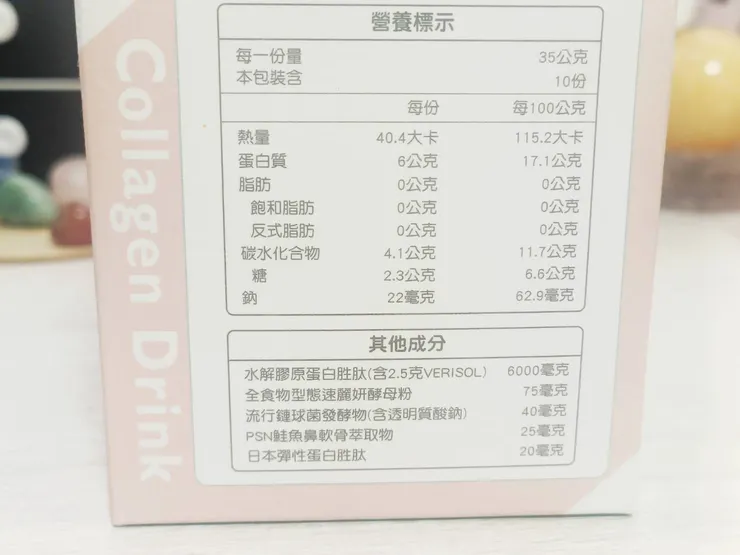 Collagen Drink
營養標示
每一份量 35公克
本包裝含 10份
每份 每100公克
熱量 40.4大卡 115.2大卡
蛋白質 6公克 17.1公克
脂肪 0公克 0公克
飽和脂肪 0公克 0公克
反式脂肪 0公克 0公克
碳水化合物 4.1公克 11.7公克
糖 2.3公克 6.6公克
鈉 22毫克 62.9毫克
其他成分
水解膠原蛋白胜肽(含2.5克VERISOL) 6000毫克
全食物型態速麗妍酵母粉 75毫克
流行鏈球菌發酵物(含透明質酸鈉) 40毫克
PSN鮭魚鼻軟骨萃取物 25毫克
日本彈性蛋白胜肽 20毫克